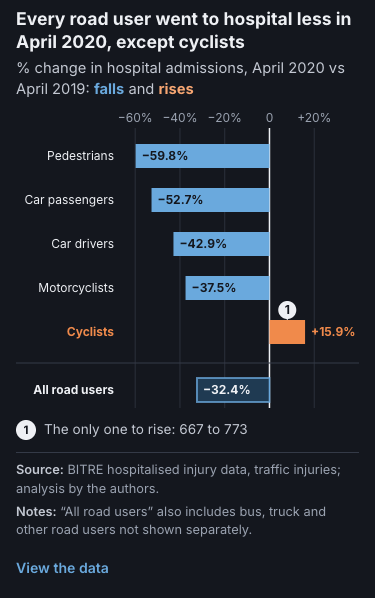 Every road user went to hospital less in
April 2020, except cyclists
% change in hospital admissions, April 2020 vs
April 2019: falls and rises
−60% −40% −20% 0 +20%
Pedestrians −59.8%
Car passengers −52.7%
Car drivers −42.9%
Motorcyclists −37.5%
1
Cyclists +15.9%
All road users −32.4%
1 The only one to rise: 667 to 773
Source: BITRE hospitalised injury data, traffic injuries;
analysis by the authors.
Notes: “All road users” also includes bus, truck and
other road users not shown separately.
View the data